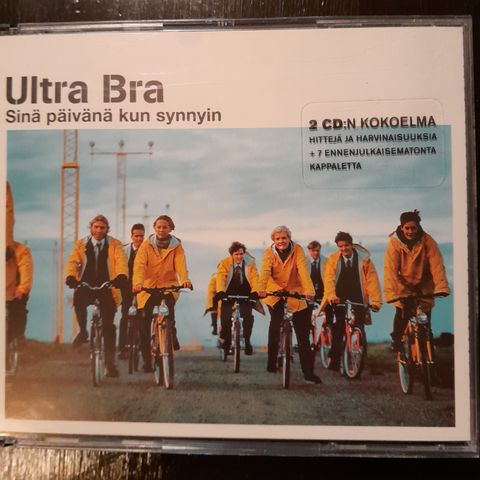 Ultra Bra
Sinä päivänä kun synnyin
2 CD:N KOKOELMA
HITTEJÄ JA HARVINAISUUKSIA
+ 7 ENNENJULKAISEMATONTA
KAPPALETTA